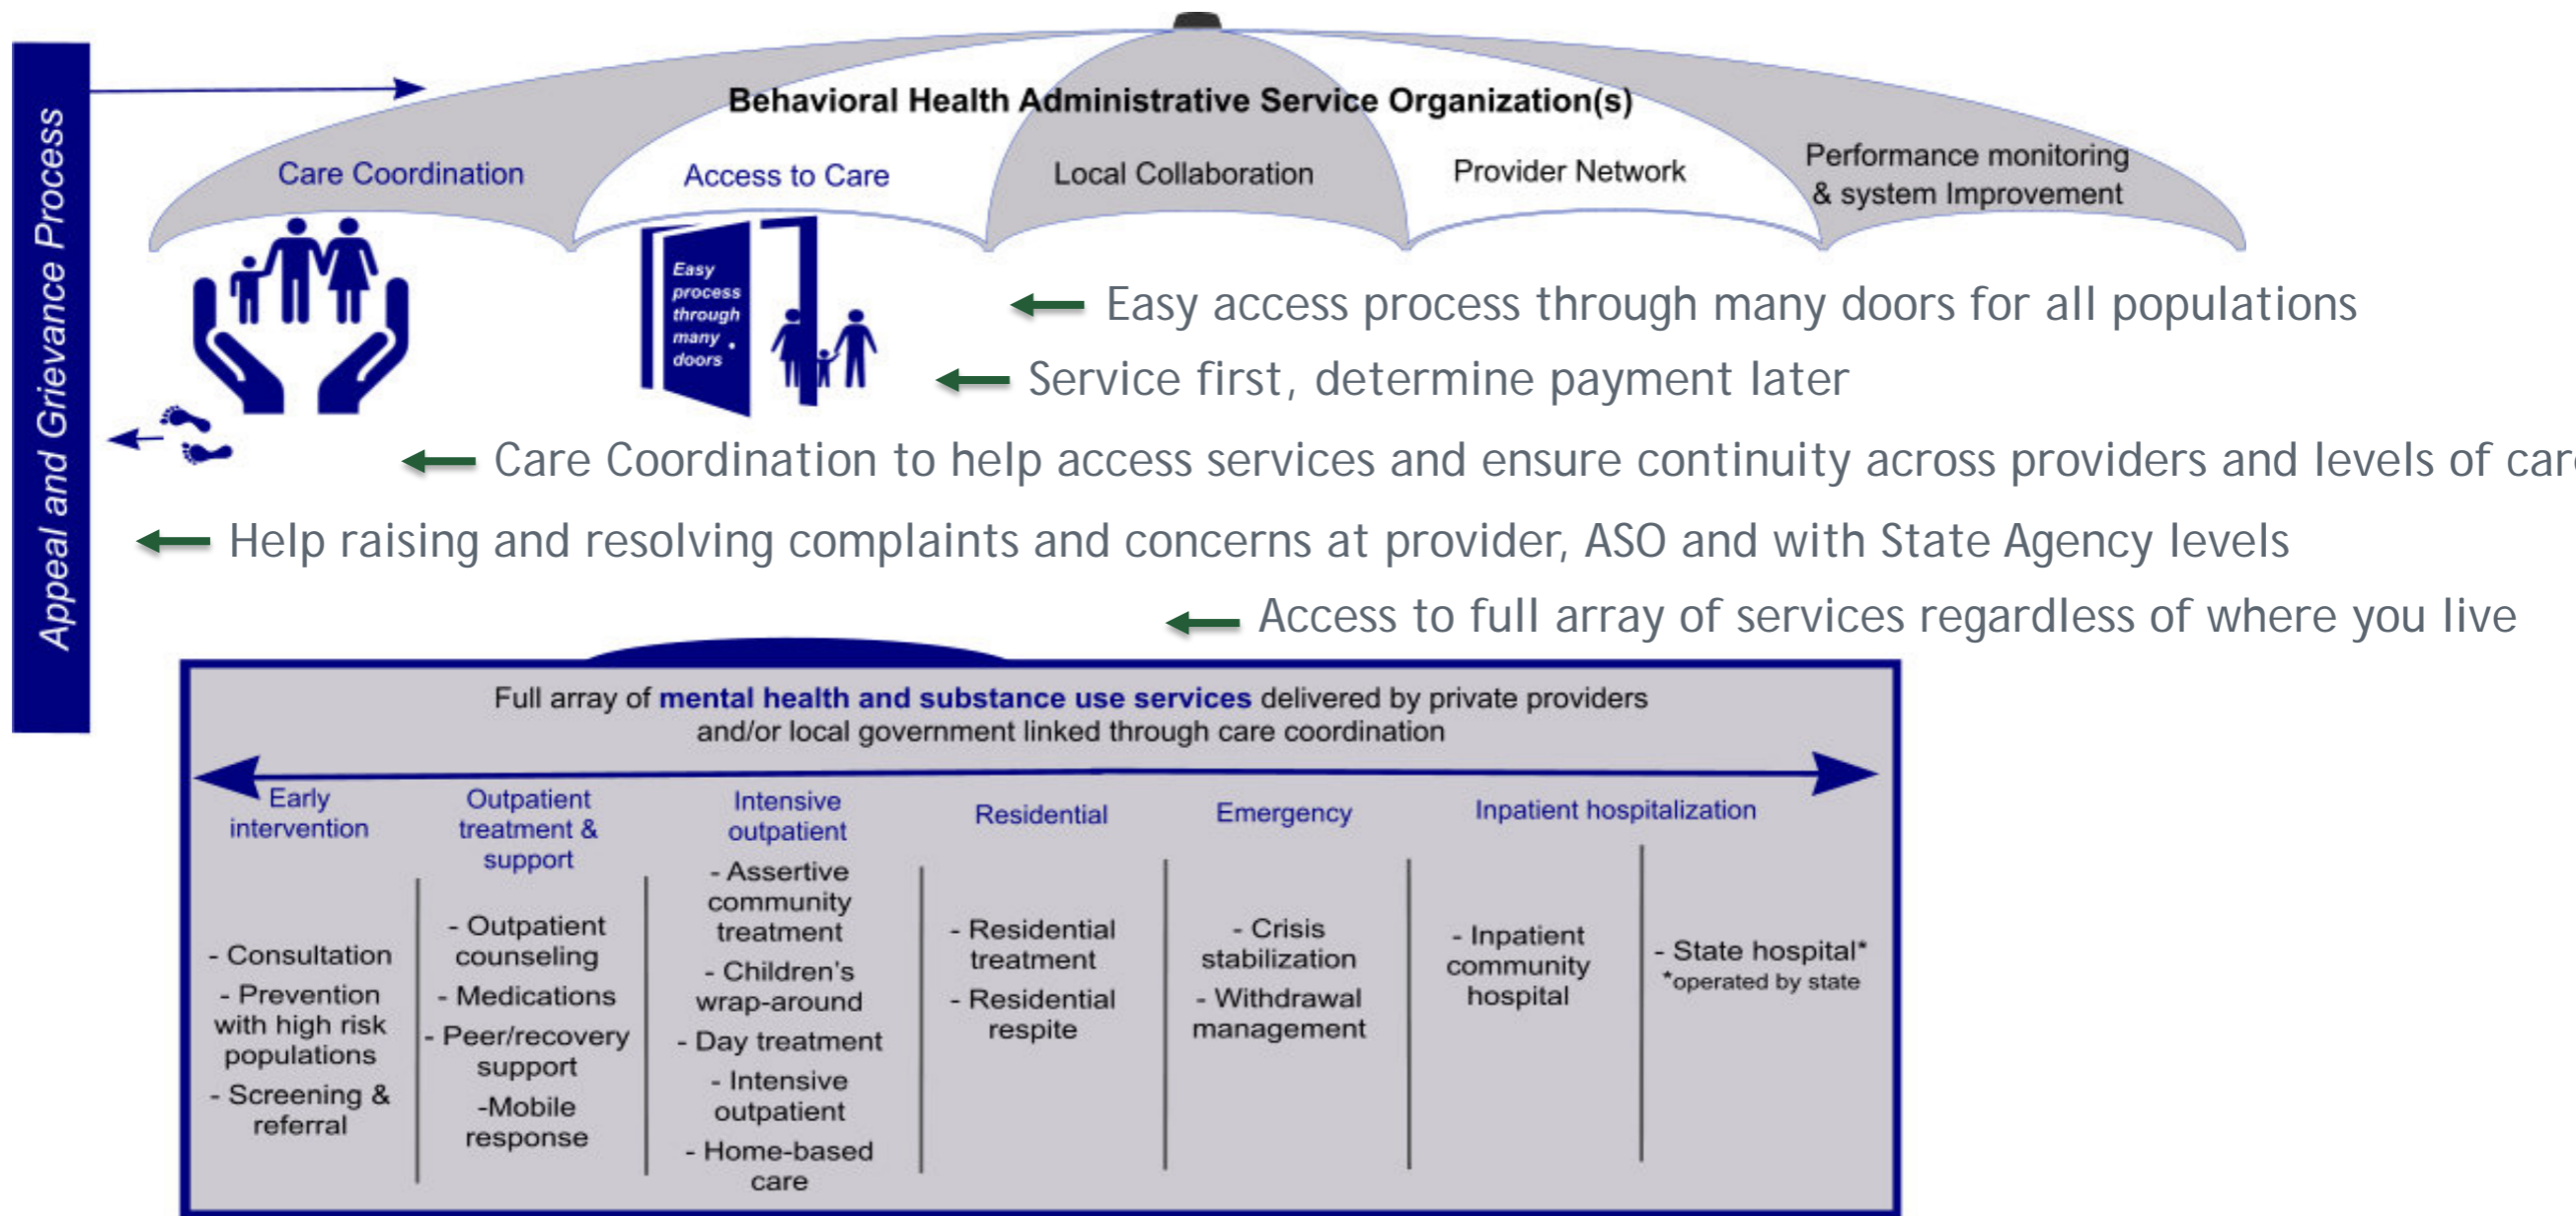 Appeal and Grievance Process
Behavioral Health Administrative Service Organization(s)
Care Coordination
Access to Care
Local Collaboration
Provider Network
Performance monitoring
& system Improvement
Easy
process
through
many
doors
Easy access process through many doors for all populations
Service first, determine payment later
Care Coordination to help access services and ensure continuity across providers and levels of care
Help raising and resolving complaints and concerns at provider, ASO and with State Agency levels
Access to full array of services regardless of where you live
Full array of mental health and substance use services delivered by private providers
and/or local government linked through care coordination
Early
intervention
- Consultation
- Prevention
with high risk
populations
- Screening &
referral
Outpatient
treatment &
support
- Outpatient
counseling
- Medications
- Peer/recovery
support
-Mobile
response
Intensive
outpatient
- Assertive
community
treatment
- Children's
wrap-around
- Day treatment
- Intensive
outpatient
- Home-based
care
Residential
- Residential
treatment
- Residential
respite
Emergency
- Crisis
stabilization
- Withdrawal
management
Inpatient hospitalization
- Inpatient
community
hospital
- State hospital*
*operated by state